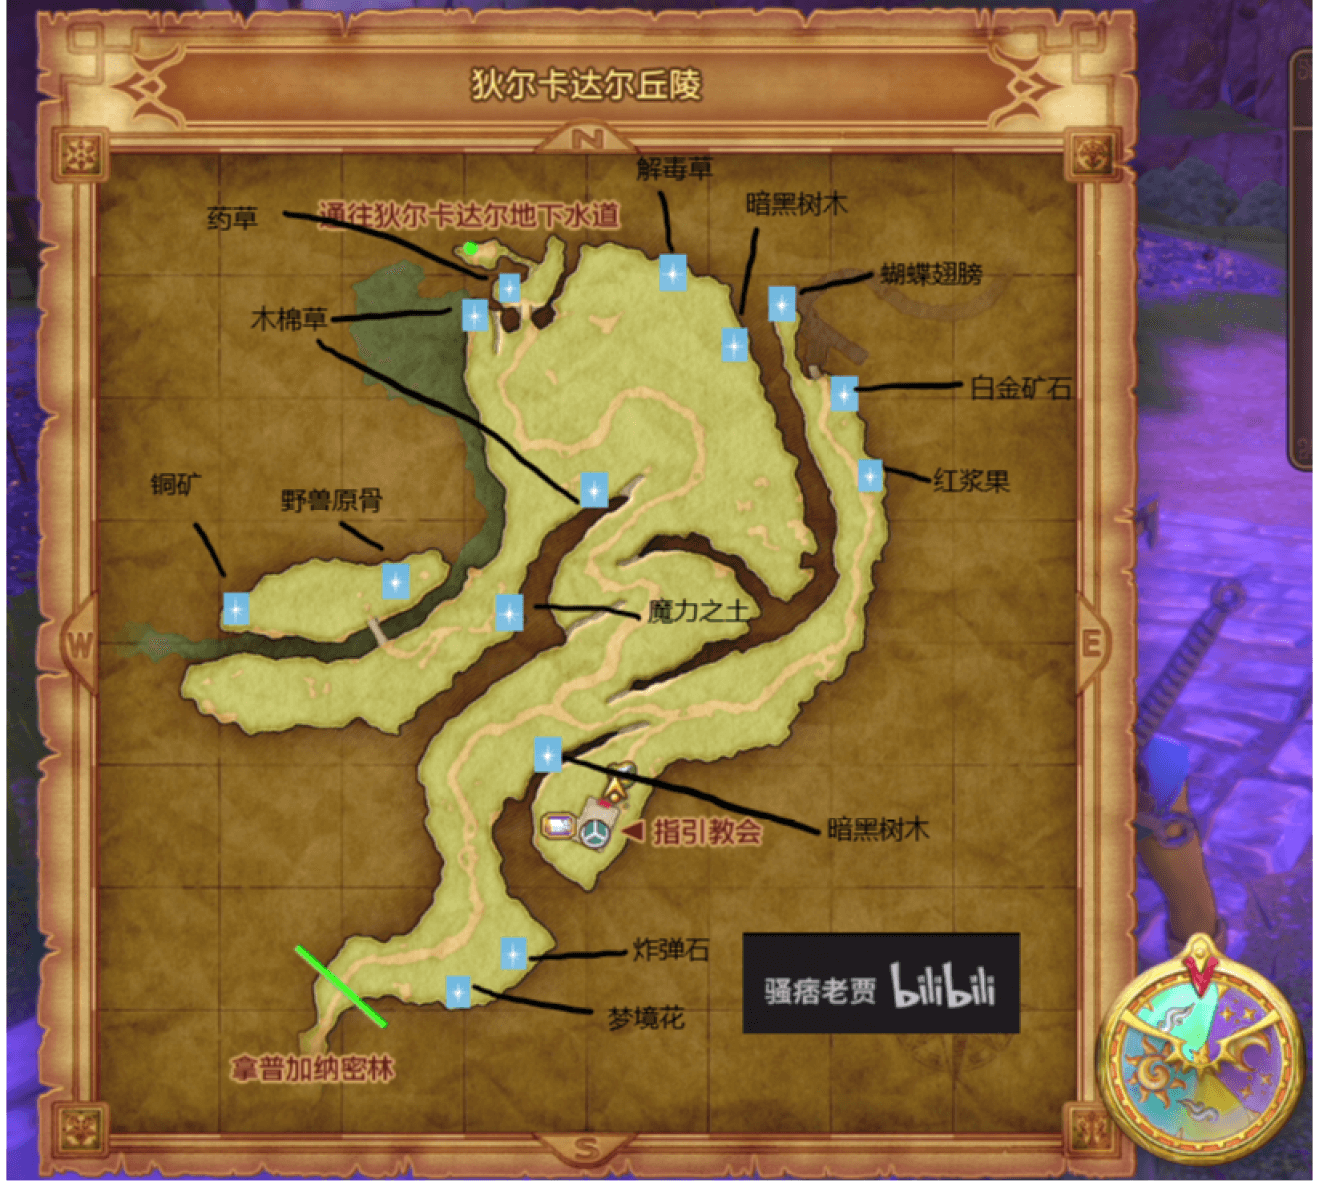 狄尔卡达尔丘陵
N
解毒草
药草
通往狄尔卡达尔地下水道
暗黑树木
蝴蝶翅膀
木棉草
白金矿石
铜矿
野兽原骨
红浆果
魔力之土
W
E
指引教会
暗黑树木
炸弹石
骚痞老贾 bilibili
梦境花
拿普加纳密林
S